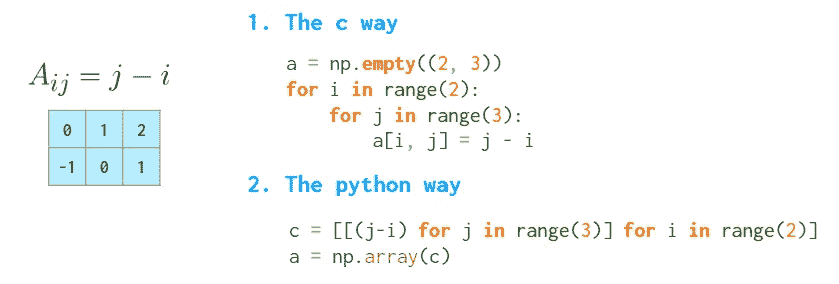 A_{ij} = j − i
0 1 2
-1 0 1
1. The c way
a = np.empty((2, 3))
for i in range(2):
    for j in range(3):
        a[i, j] = j - i
2. The python way
c = [[(j-i) for j in range(3)] for i in range(2)]
a = np.array(c)